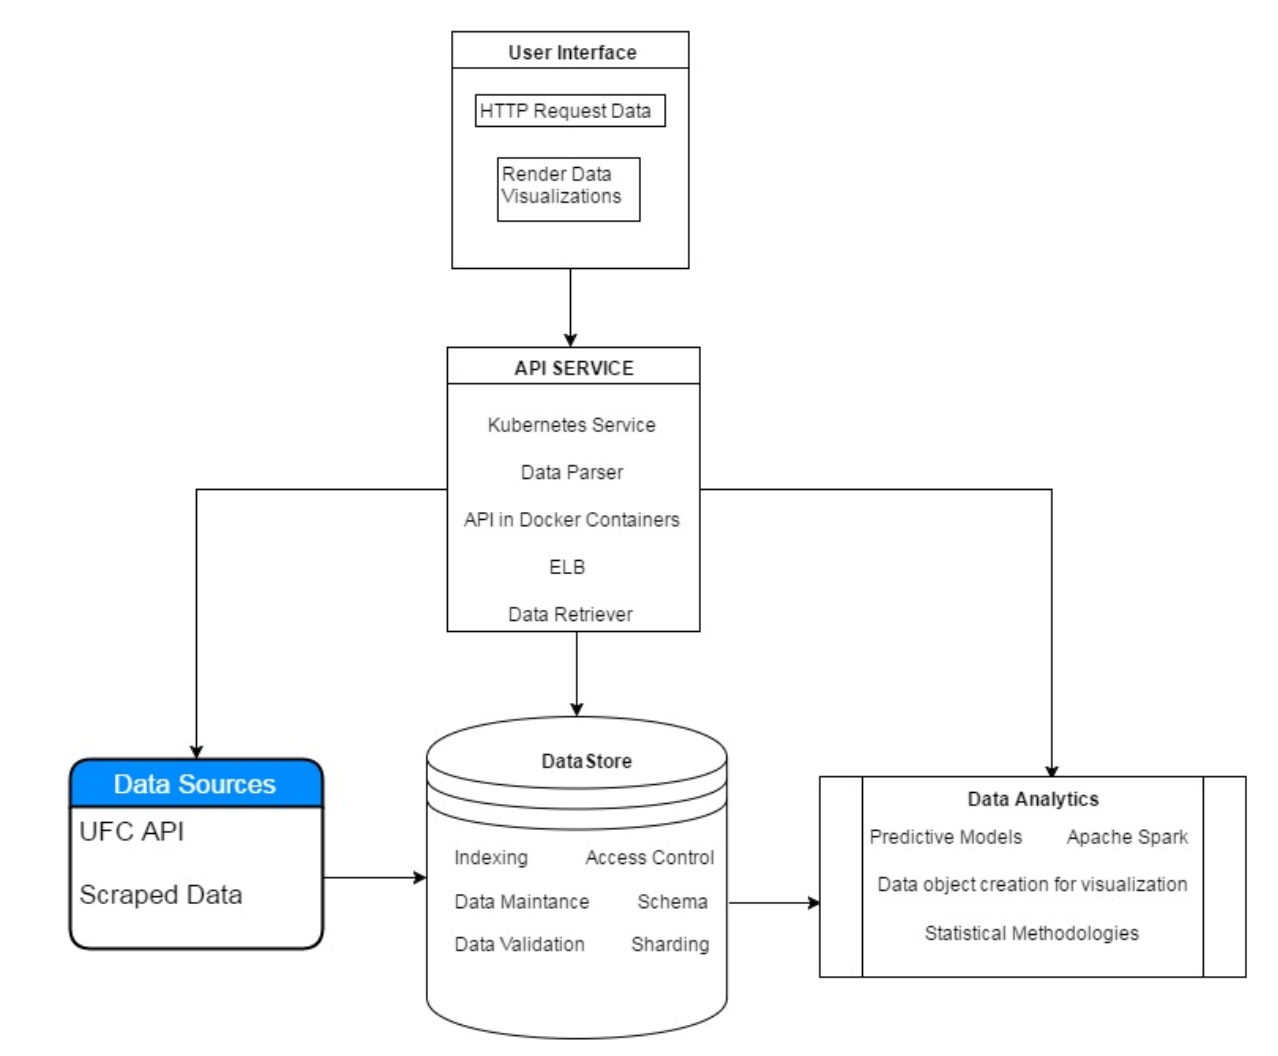 User Interface
HTTP Request Data
Render Data
Visualizations
API SERVICE
Kubernetes Service
Data Parser
API in Docker Containers
ELB
Data Retriever
Data Sources
UFC API
Scraped Data
DataStore
Indexing Access Control
Data Maintance Schema
Data Validation Sharding
Data Analytics
Predictive Models Apache Spark
Data object creation for visualization
Statistical Methodologies